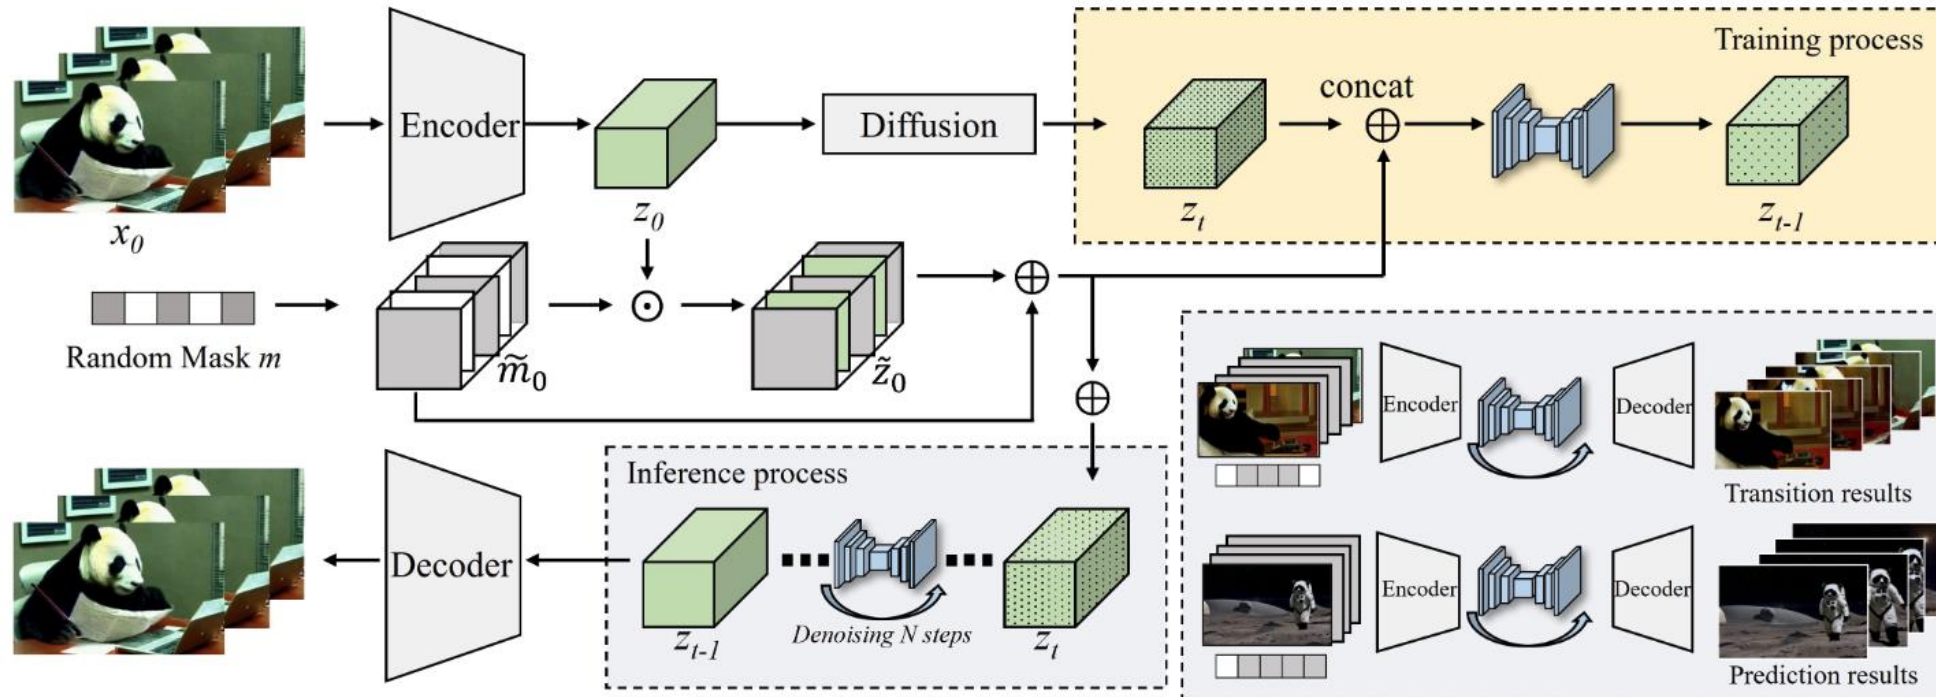 Training process
concat
Encoder
Diffusion
z₀
zₜ
zₜ₋₁
x₀
Random Mask m
m̃₀
z̃₀
Encoder
Decoder
Transition results
Inference process
Decoder
zₜ₋₁
Denoising N steps
zₜ
Encoder
Decoder
Prediction results